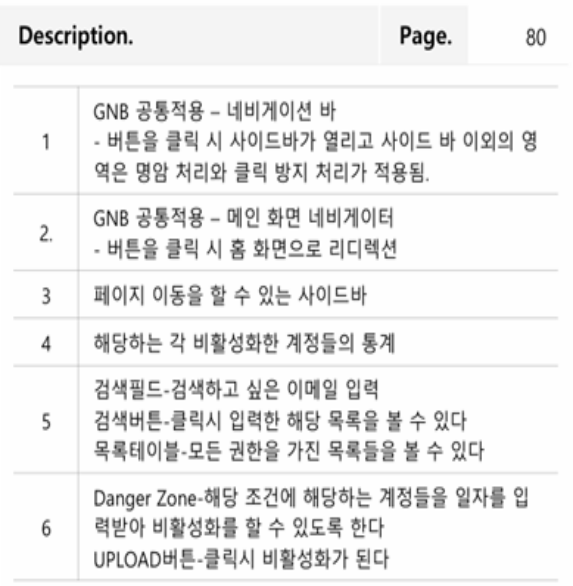 Description.
Page.
80
1
GNB 공통적용 – 네비게이션 바
- 버튼을 클릭 시 사이드바가 열리고 사이드 바 이외의 영
역은 명암 처리와 클릭 방지 처리가 적용됨.
2.
GNB 공통적용 – 메인 화면 네비게이터
- 버튼을 클릭 시 홈 화면으로 리디렉션
3
페이지 이동을 할 수 있는 사이드바
4
해당하는 각 비활성화한 계정들의 통계
5
검색필드-검색하고 싶은 이메일 입력
검색버튼-클릭시 입력한 해당 목록을 볼 수 있다
목록테이블-모든 권한을 가진 목록들을 볼 수 있다
6
Danger Zone-해당 조건에 해당하는 계정들을 일자를 입
력받아 비활성화를 할 수 있도록 한다
UPLOAD버튼-클릭시 비활성화가 된다